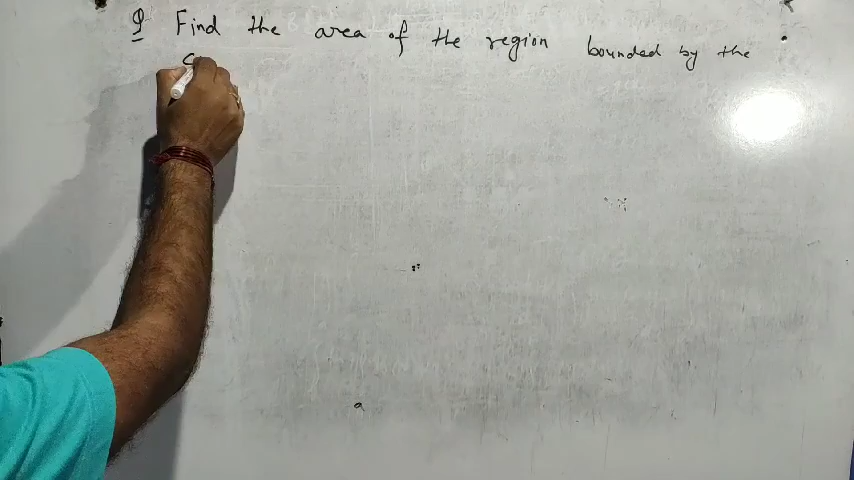 Q Find the area of the region bounded by the